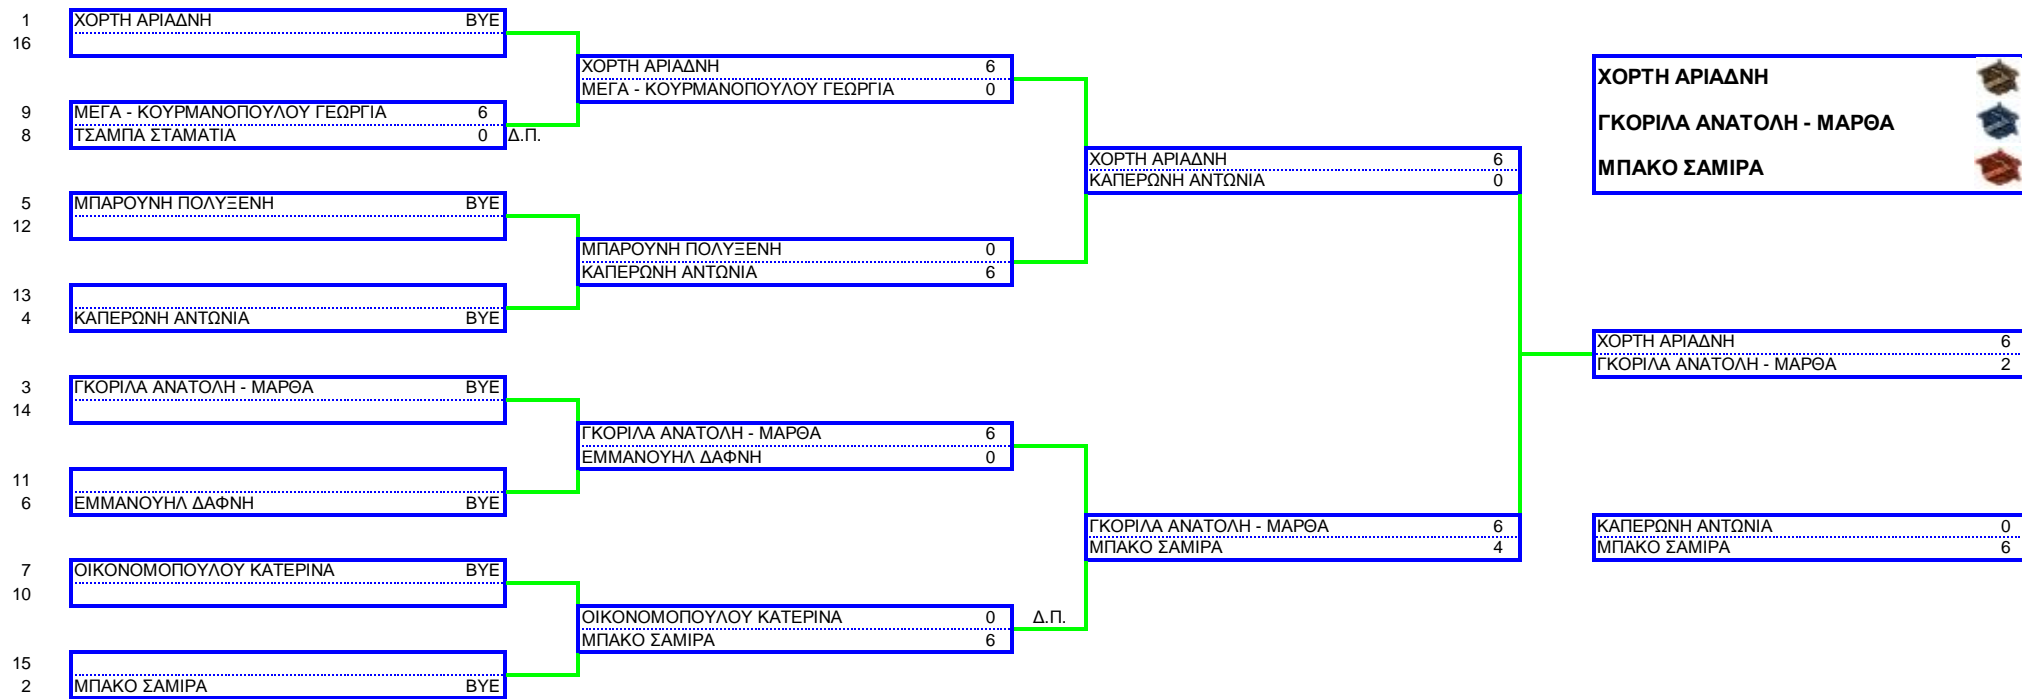 1 ΧΟΡΤΗ ΑΡΙΑΔΝΗ BYE
16
9 ΜΕΓΑ - ΚΟΥΡΜΑΝΟΠΟΥΛΟΥ ΓΕΩΡΓΙΑ 6
8 ΤΣΑΜΠΑ ΣΤΑΜΑΤΙΑ 0 Δ.Π.
5 ΜΠΑΡΟΥΝΗ ΠΟΛΥΞΕΝΗ BYE
12
13
4 ΚΑΠΕΡΩΝΗ ΑΝΤΩΝΙΑ BYE
3 ΓΚΟΡΙΛΑ ΑΝΑΤΟΛΗ - ΜΑΡΘΑ BYE
14
11
6 ΕΜΜΑΝΟΥΗΛ ΔΑΦΝΗ BYE
7 ΟΙΚΟΝΟΜΟΠΟΥΛΟΥ ΚΑΤΕΡΙΝΑ BYE
10
15
2 ΜΠΑΚΟ ΣΑΜΙΡΑ BYE
ΧΟΡΤΗ ΑΡΙΑΔΝΗ 6
ΜΕΓΑ - ΚΟΥΡΜΑΝΟΠΟΥΛΟΥ ΓΕΩΡΓΙΑ 0
ΜΠΑΡΟΥΝΗ ΠΟΛΥΞΕΝΗ 0
ΚΑΠΕΡΩΝΗ ΑΝΤΩΝΙΑ 6
ΓΚΟΡΙΛΑ ΑΝΑΤΟΛΗ - ΜΑΡΘΑ 6
ΕΜΜΑΝΟΥΗΛ ΔΑΦΝΗ 0
ΟΙΚΟΝΟΜΟΠΟΥΛΟΥ ΚΑΤΕΡΙΝΑ 0 Δ.Π.
ΜΠΑΚΟ ΣΑΜΙΡΑ 6
ΧΟΡΤΗ ΑΡΙΑΔΝΗ 6
ΚΑΠΕΡΩΝΗ ΑΝΤΩΝΙΑ 0
ΓΚΟΡΙΛΑ ΑΝΑΤΟΛΗ - ΜΑΡΘΑ 6
ΜΠΑΚΟ ΣΑΜΙΡΑ 4
ΧΟΡΤΗ ΑΡΙΑΔΝΗ
ΓΚΟΡΙΛΑ ΑΝΑΤΟΛΗ - ΜΑΡΘΑ
ΜΠΑΚΟ ΣΑΜΙΡΑ
ΧΟΡΤΗ ΑΡΙΑΔΝΗ 6
ΓΚΟΡΙΛΑ ΑΝΑΤΟΛΗ - ΜΑΡΘΑ 2
ΚΑΠΕΡΩΝΗ ΑΝΤΩΝΙΑ 0
ΜΠΑΚΟ ΣΑΜΙΡΑ 6